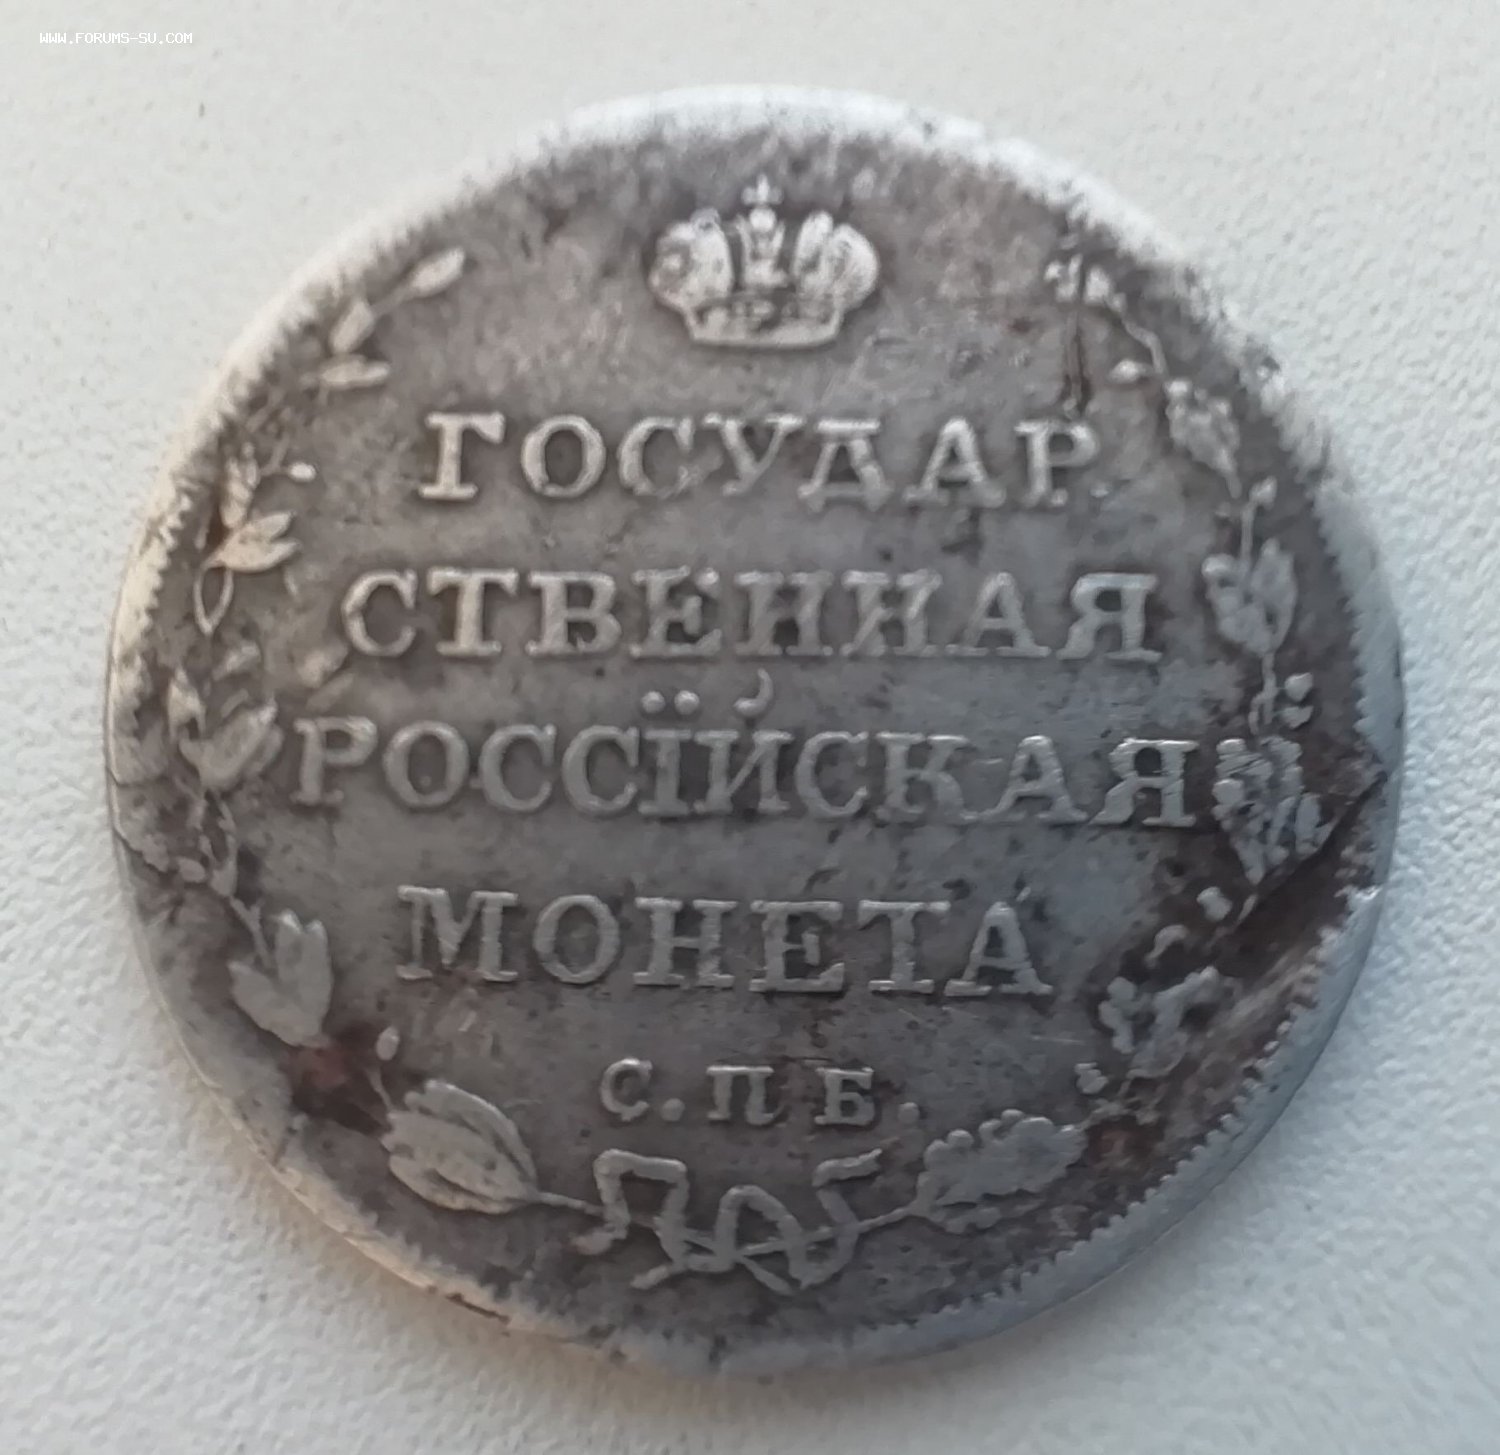 WWW.FORUMS-SU.COM
ГОСУДАР
СТВЕННАЯ
РОССІЙСКАЯ
МОНЕТА
С.П Б.